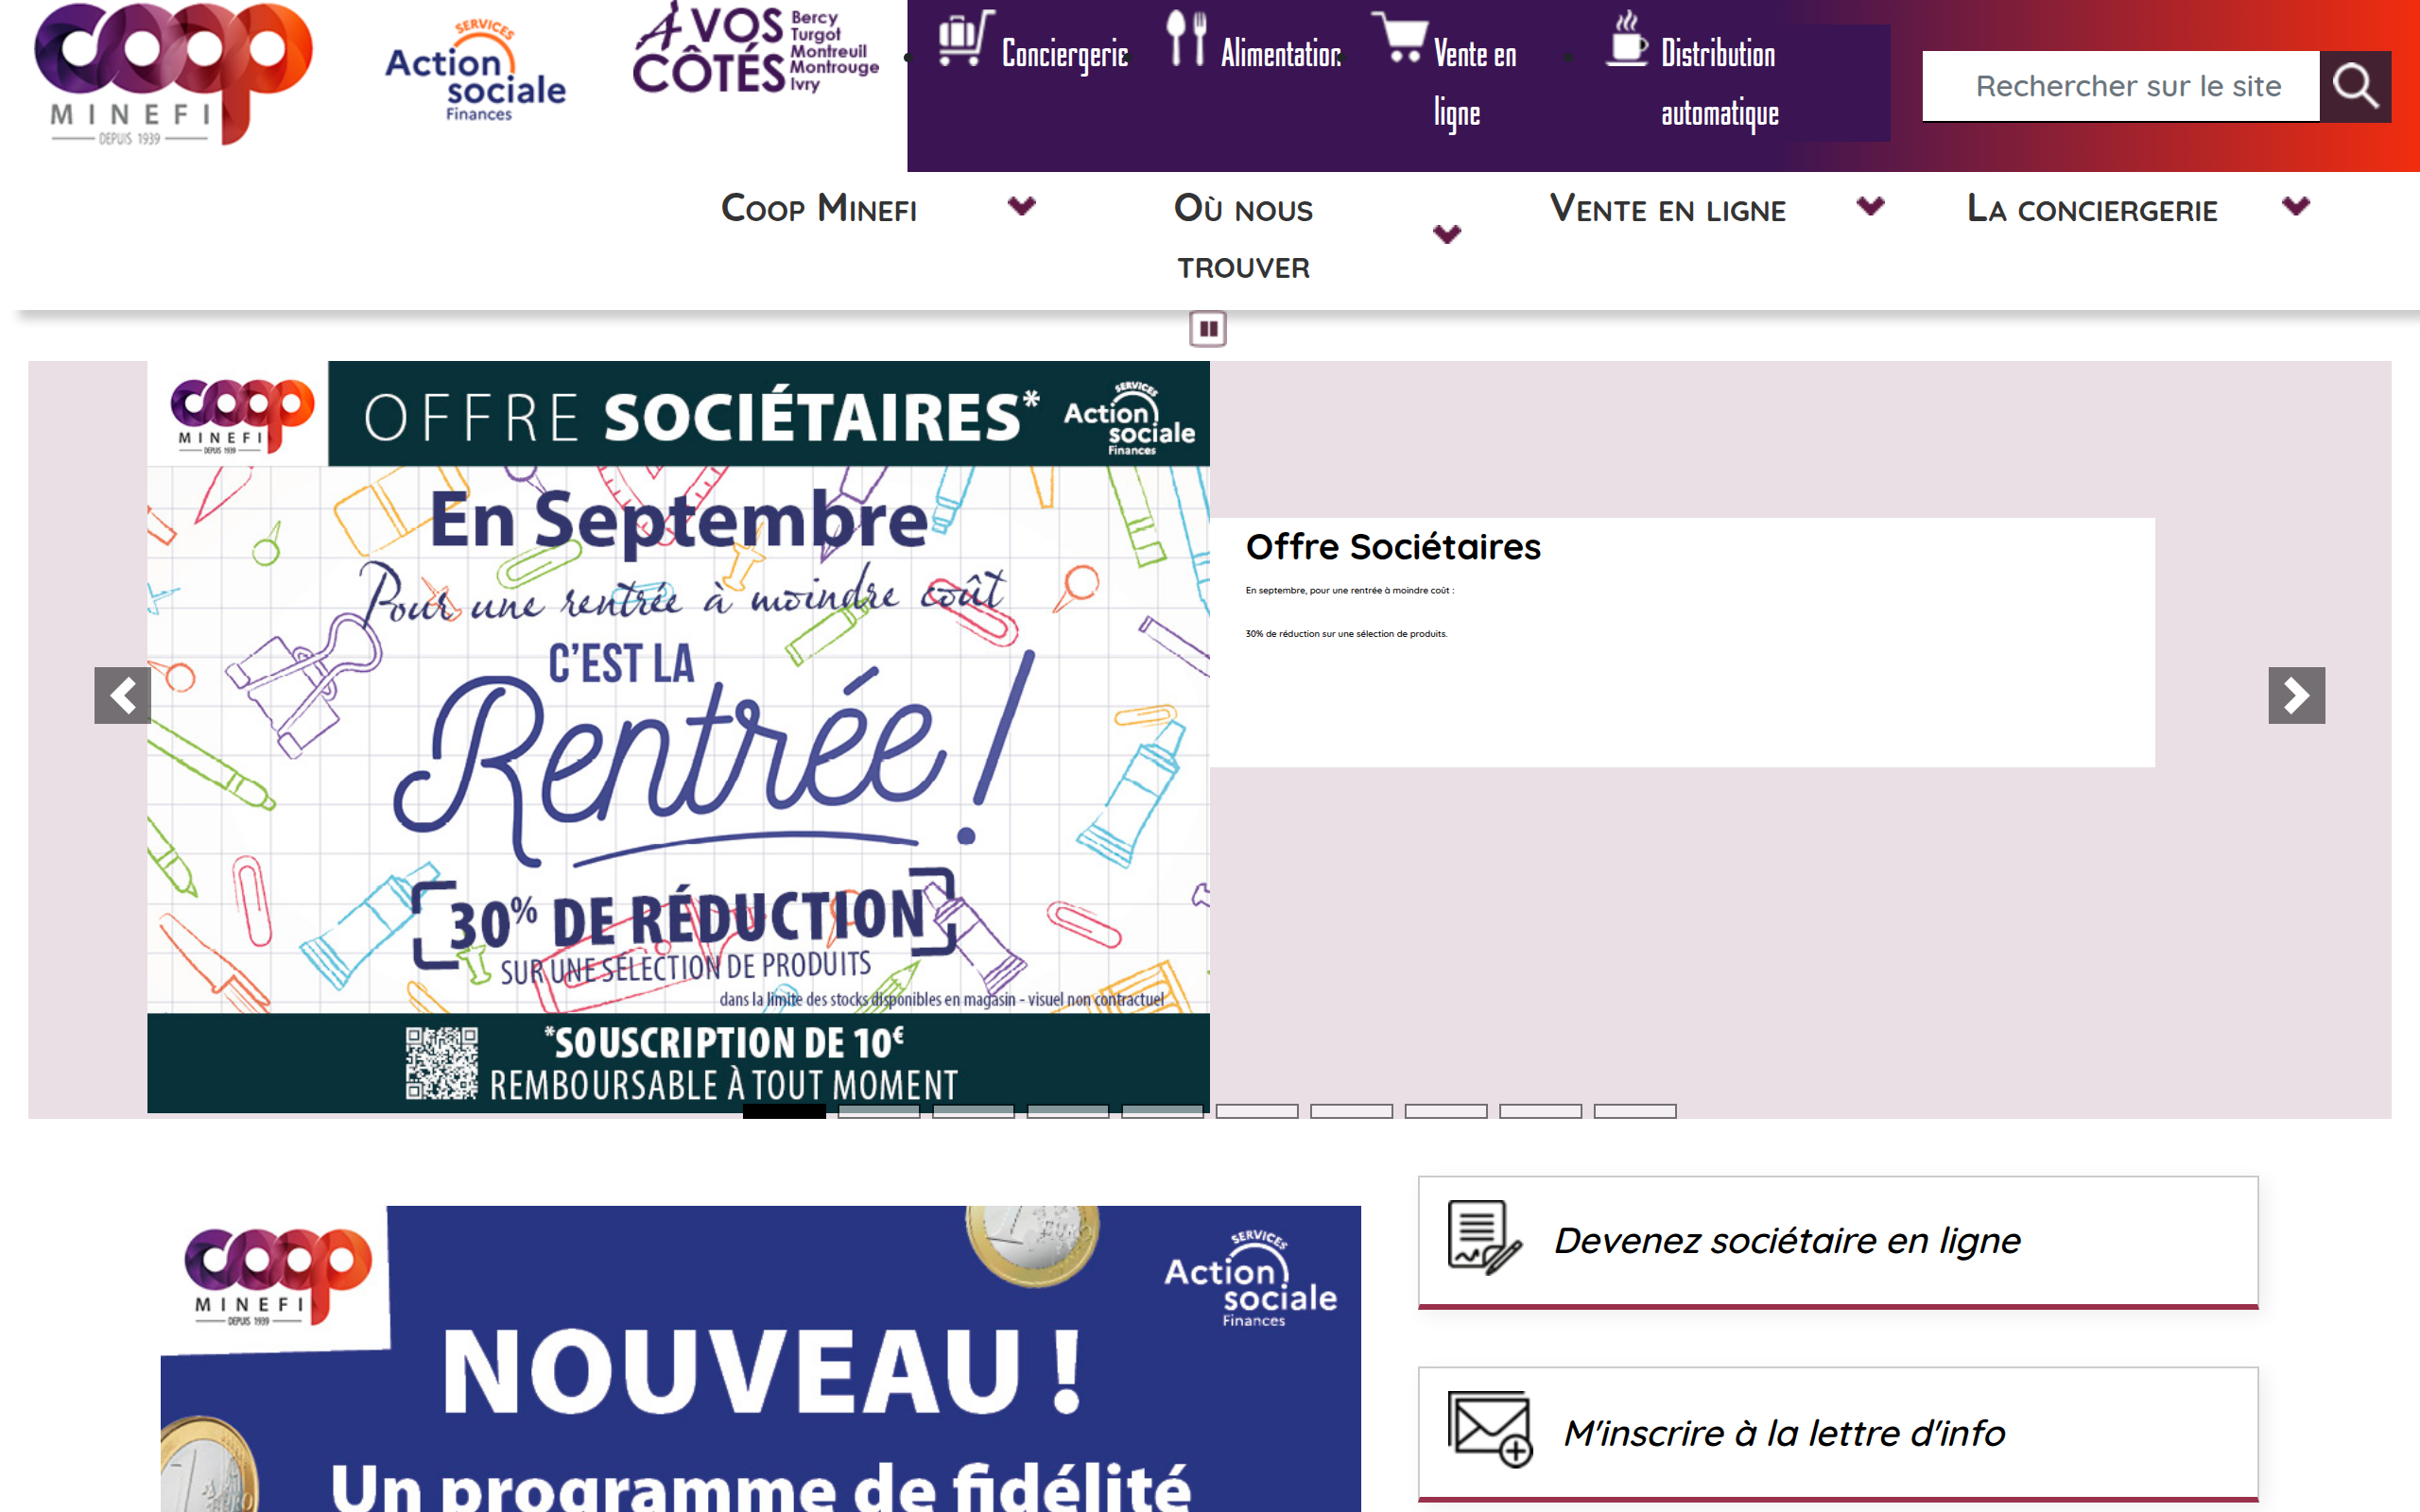 coop
MINEFI
DEPUIS 1939
SERVICES
Action
sociale
Finances
À VOS
CÔTÉS
Bercy
Turgot
Montreuil
Montrouge
Ivry
Conciergerie
Alimentation
Vente en
ligne
Distribution
automatique
Rechercher sur le site
Coop Minefi
Où nous
trouver
Vente en ligne
La conciergerie
coop
MINEFI
DEPUIS 1939
OFFRE SOCIÉTAIRES*
SERVICES
Action
sociale
Finances
En Septembre
Pour une rentrée à moindre coût
C'EST LA
Rentrée !
30% DE RÉDUCTION
SUR UNE SÉLECTION DE PRODUITS
dans la limite des stocks disponibles en magasin - visuel non contractuel
*SOUSCRIPTION DE 10€
REMBOURSABLE À TOUT MOMENT
Offre Sociétaires
En septembre, pour une rentrée à moindre coût :
30% de réduction sur une sélection de produits.
coop
MINEFI
DEPUIS 1939
SERVICES
Action
sociale
Finances
NOUVEAU !
Un programme de fidélité
Devenez sociétaire en ligne
M'inscrire à la lettre d'info